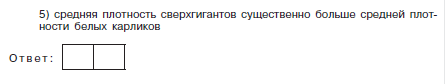 5) средняя плотность сверхгигантов существенно больше средней плот-
ности белых карликов
Ответ: